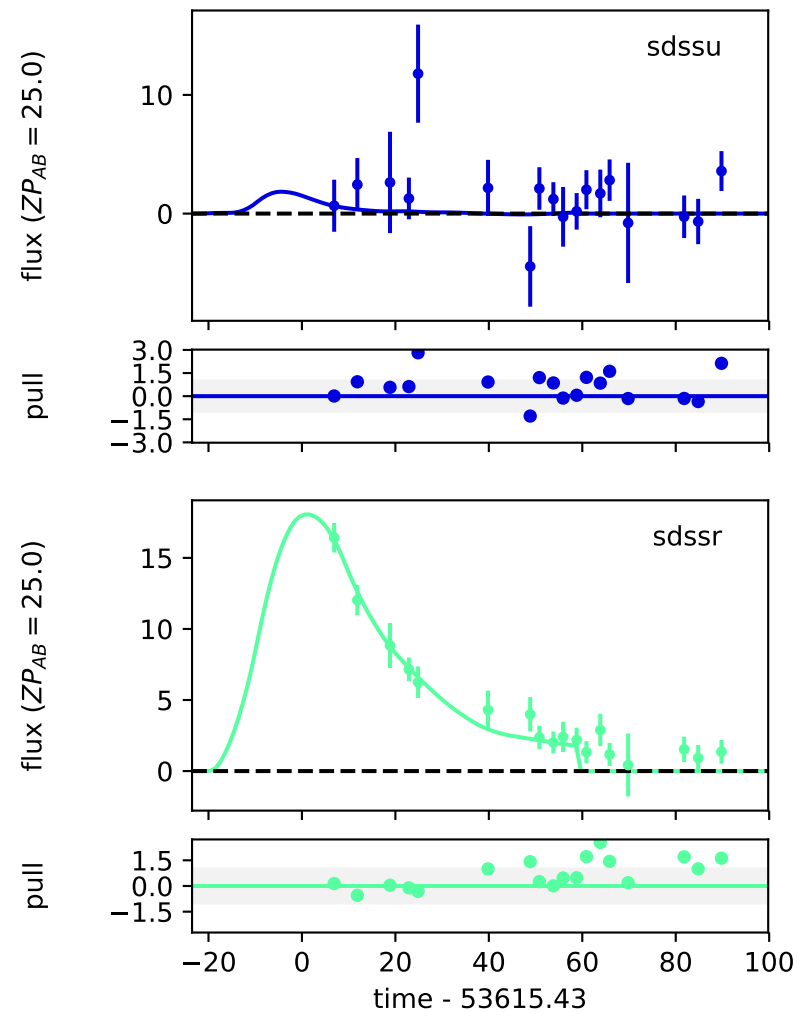 sdssu
flux (ZP_AB = 25.0)
10
0
pull
3.0
1.5
0.0
−1.5
−3.0
sdssr
flux (ZP_AB = 25.0)
15
10
5
0
pull
1.5
0.0
−1.5
−20 0 20 40 60 80 100
time - 53615.43